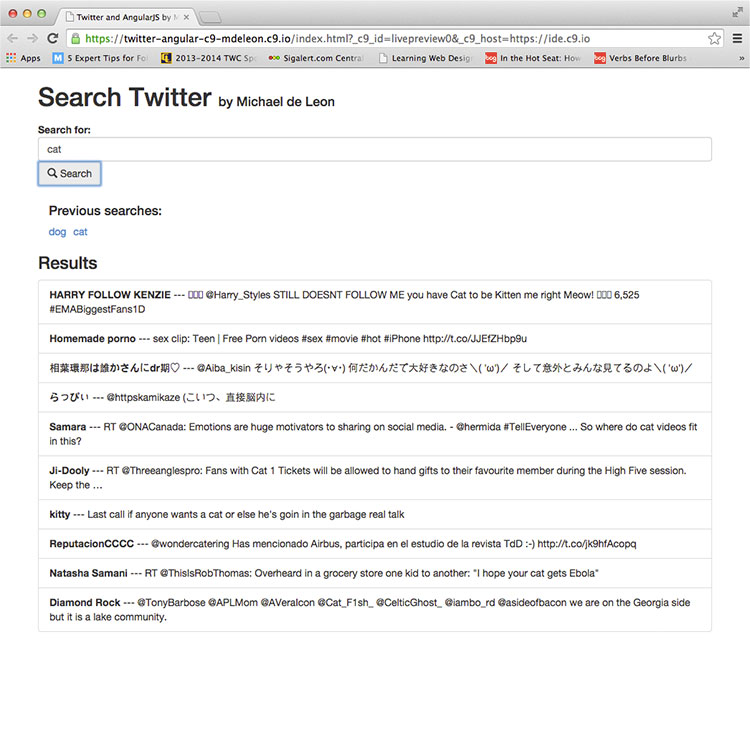 Twitter and AngularJS by M
https://twitter-angular-c9-mdeleon.c9.io/index.html?_c9_id=livepreview0&_c9_host=https://ide.c9.io
Apps 5 Expert Tips for Fo 2013-2014 TWC Sp Sigalert.com Central Learning Web Design In the Hot Seat: How Verbs Before Blurbs »
Search Twitter by Michael de Leon
Search for:
cat
Search
Previous searches:
dog cat
Results
HARRY FOLLOW KENZIE --- @Harry_Styles STILL DOESNT FOLLOW ME you have Cat to be Kitten me right Meow! 6,525
#EMABiggestFans1D
Homemade porno --- sex clip: Teen | Free Porn videos #sex #movie #hot #iPhone http://t.co/JJEfZHbp9u
相葉環那は誰かさんにdr期♡ --- @Aiba_kisin そりゃそうやろ(･∀･) 何だかんだで大好きなのさ＼( 'ω')／ そして意外とみんな見てるのよ＼( 'ω')／
らっぴぃ --- @httpskamikaze (こいつ、直接脳内に
Samara --- RT @ONACanada: Emotions are huge motivators to sharing on social media. - @hermida #TellEveryone ... So where do cat videos fit
in this?
Ji-Dooly --- RT @Threeanglespro: Fans with Cat 1 Tickets will be allowed to hand gifts to their favourite member during the High Five session.
Keep the …
kitty --- Last call if anyone wants a cat or else he's goin in the garbage real talk
ReputacionCCCC --- @wondercatering Has mencionado Airbus, participa en el estudio de la revista TdD :-) http://t.co/jk9hfAcopq
Natasha Samani --- RT @ThisIsRobThomas: Overheard in a grocery store one kid to another: "I hope your cat gets Ebola"
Diamond Rock --- @TonyBarbose @APLMom @AVeraIcon @Cat_F1sh_ @CelticGhost_ @iambo_rd @asideofbacon we are on the Georgia side
but it is a lake community.